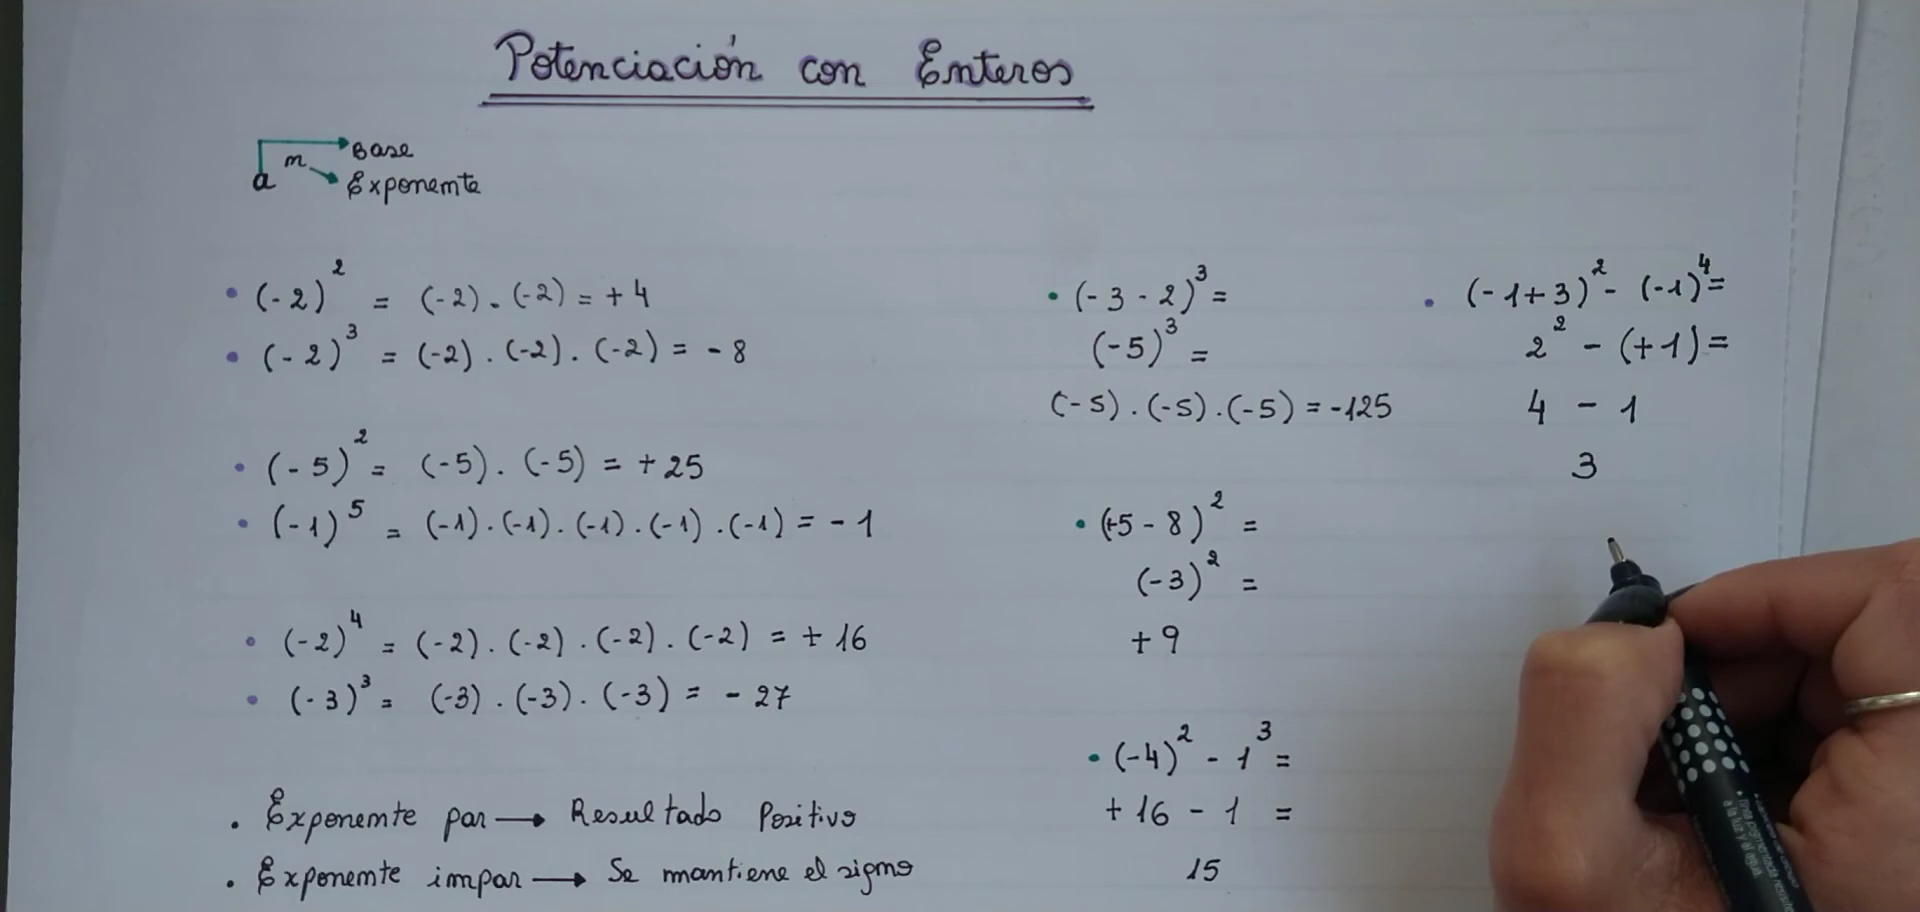 Potenciación con Enteros
Base
a^n Exponente
• (-2)^2 = (-2) . (-2) = +4
• (-2)^3 = (-2) . (-2) . (-2) = -8
• (-5)^2 = (-5) . (-5) = +25
• (-1)^5 = (-1) . (-1) . (-1) . (-1) . (-1) = -1
• (-2)^4 = (-2) . (-2) . (-2) . (-2) = +16
• (-3)^3 = (-3) . (-3) . (-3) = -27
. Exponente par → Resultado Positivo
. Exponente impar → Se mantiene el signo
• (-3 - 2)^3 =
(-5)^3 =
(-5) . (-5) . (-5) = -125
• (+5 - 8)^2 =
(-3)^2 =
+9
• (-4)^2 - 1^3 =
+16 - 1 =
15
• (-1+3)^2 - (-1)^4 =
2^2 - (+1) =
4 - 1
3
a la luz y al agua